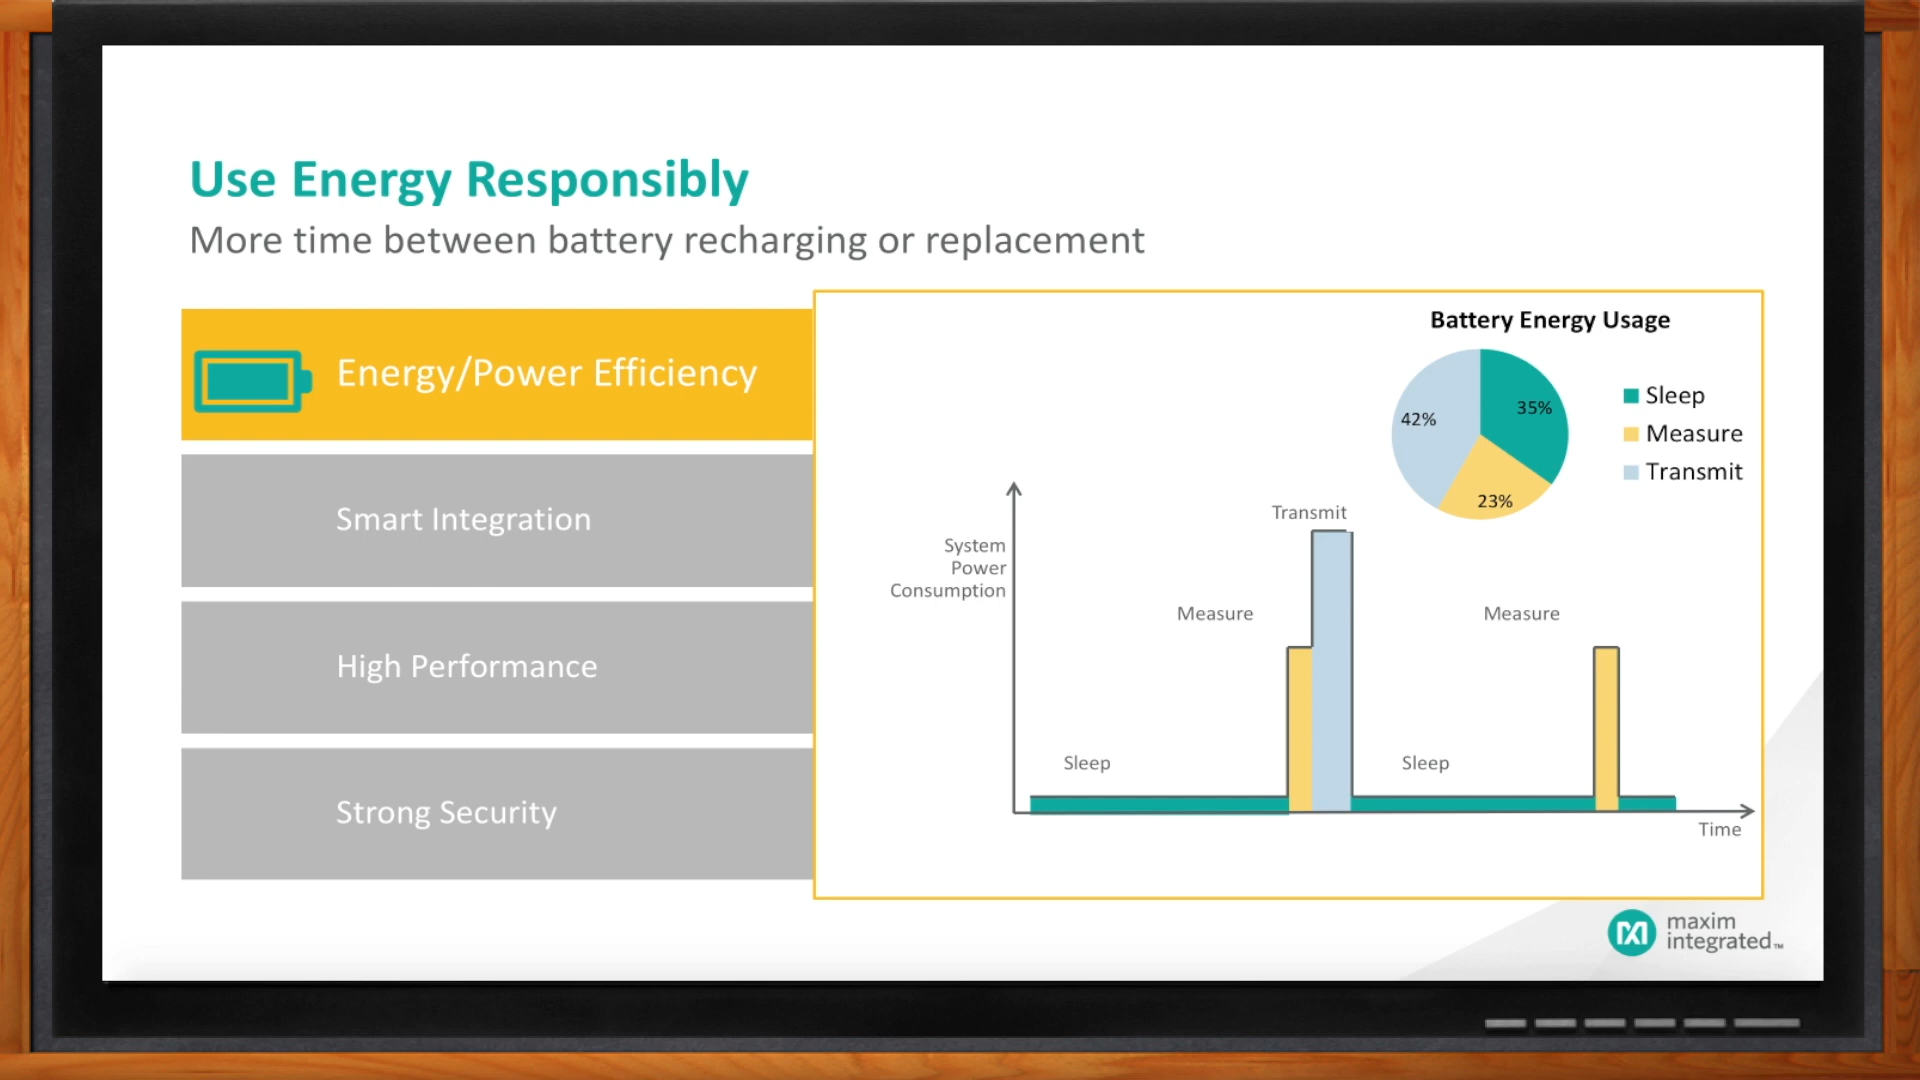 Use Energy Responsibly
More time between battery recharging or replacement
Energy/Power Efficiency
Smart Integration
High Performance
Strong Security
Battery Energy Usage
35%
42%
23%
Sleep
Measure
Transmit
System
Power
Consumption
Transmit
Measure
Measure
Sleep
Sleep
Time
maxim
integrated™